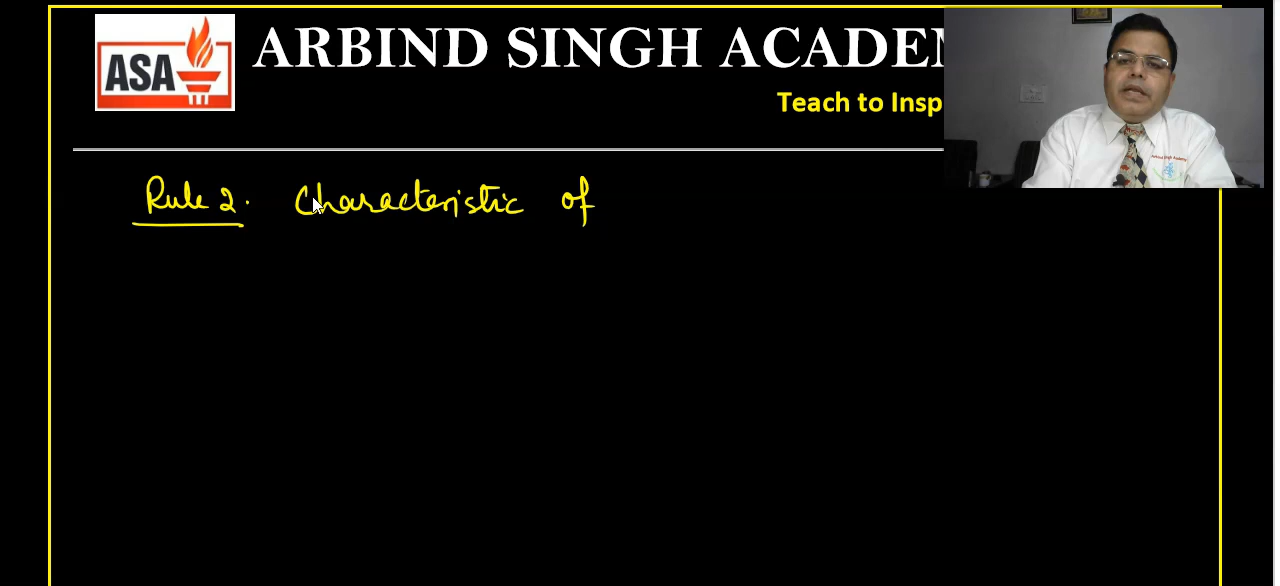 ASA
ARBIND SINGH ACADEM
Teach to Insp
Rule 2. Characteristic of